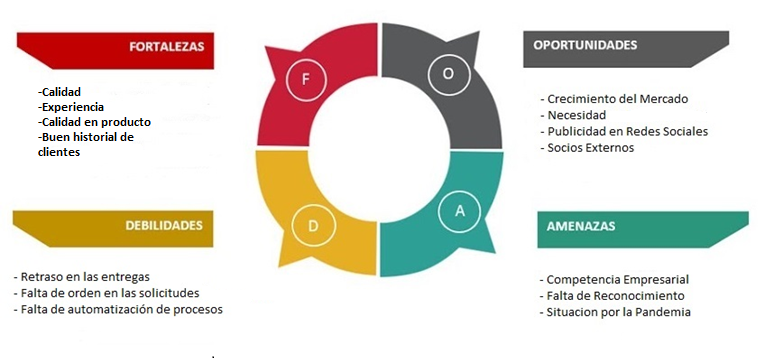 FORTALEZAS
-Calidad
-Experiencia
-Calidad en producto
-Buen historial de
clientes
F
O
D
A
OPORTUNIDADES
- Crecimiento del Mercado
- Necesidad
- Publicidad en Redes Sociales
- Socios Externos
DEBILIDADES
- Retraso en las entregas
- Falta de orden en las solicitudes
- Falta de automatización de procesos
AMENAZAS
- Competencia Empresarial
- Falta de Reconocimiento
- Situacion por la Pandemia